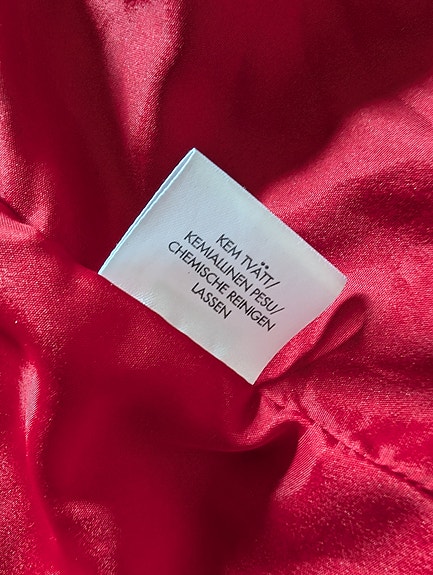 KEM TVÄTT/
KEMIALLINEN PESU/
CHEMISCHE REINIGEN
LASSEN